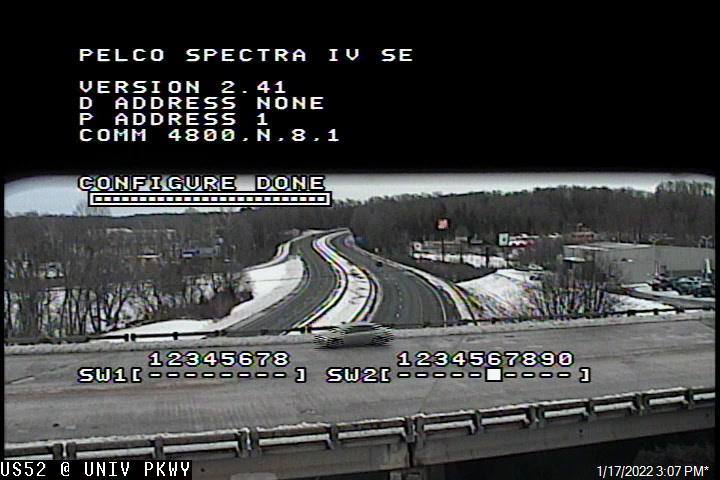 PELCO SPECTRA IV SE
VERSION 2.41
D ADDRESS NONE
P ADDRESS 1
COMM 4800,N,8,1
CONFIGURE DONE
12345678 1234567890
SW1[--------] SW2[-----■----]
US52 @ UNIV PKWY
1/17/2022 3:07 PM*